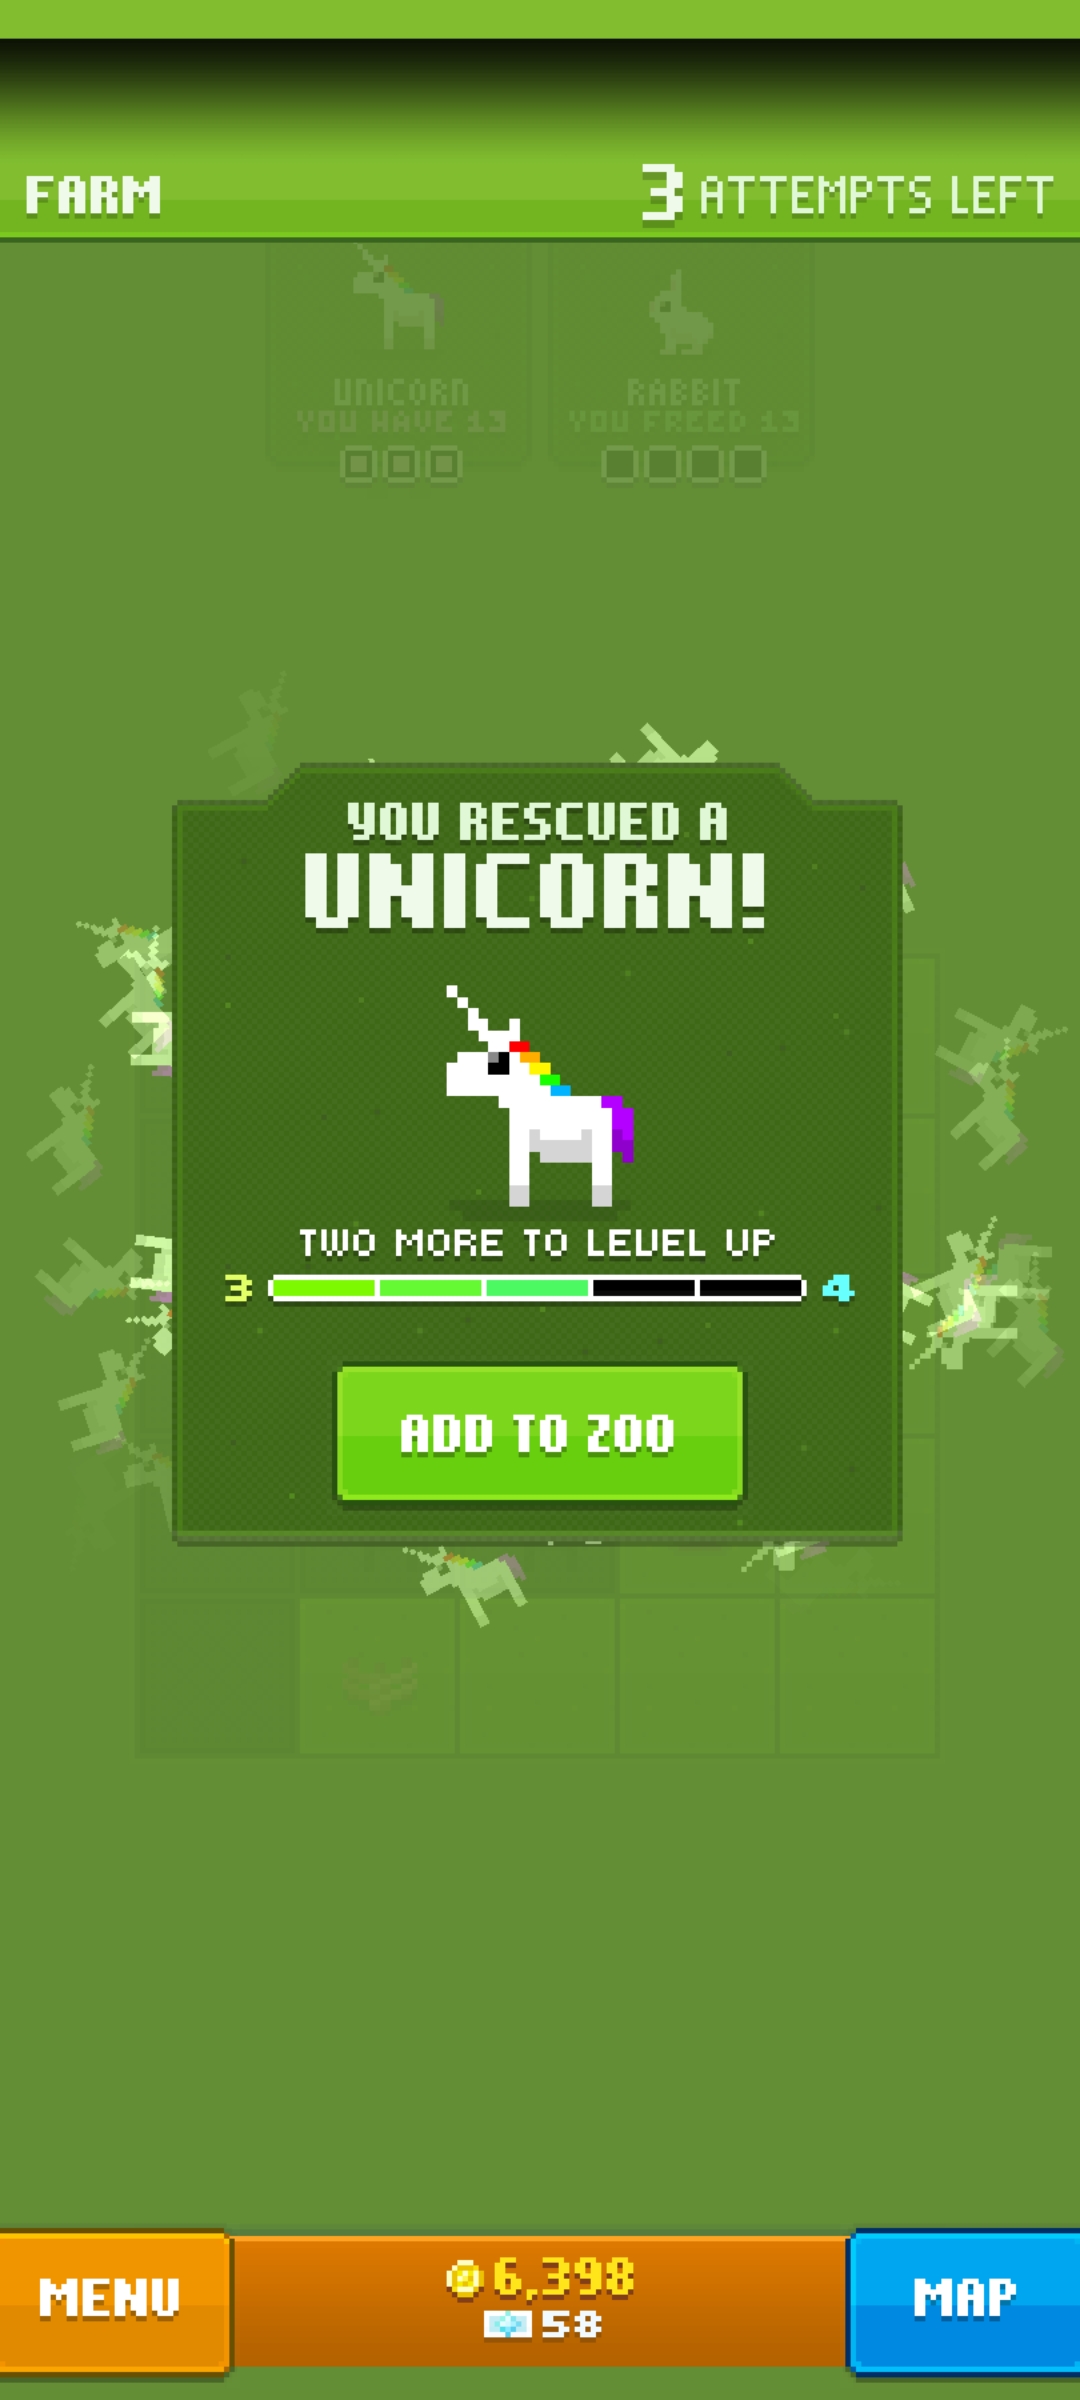 FARM
3 ATTEMPTS LEFT
UNICORN
YOU HAVE 13
RABBIT
YOU FREED 13
YOU RESCUED A
UNICORN!
TWO MORE TO LEVEL UP
3
4
ADD TO ZOO
MENU
6,398
58
MAP